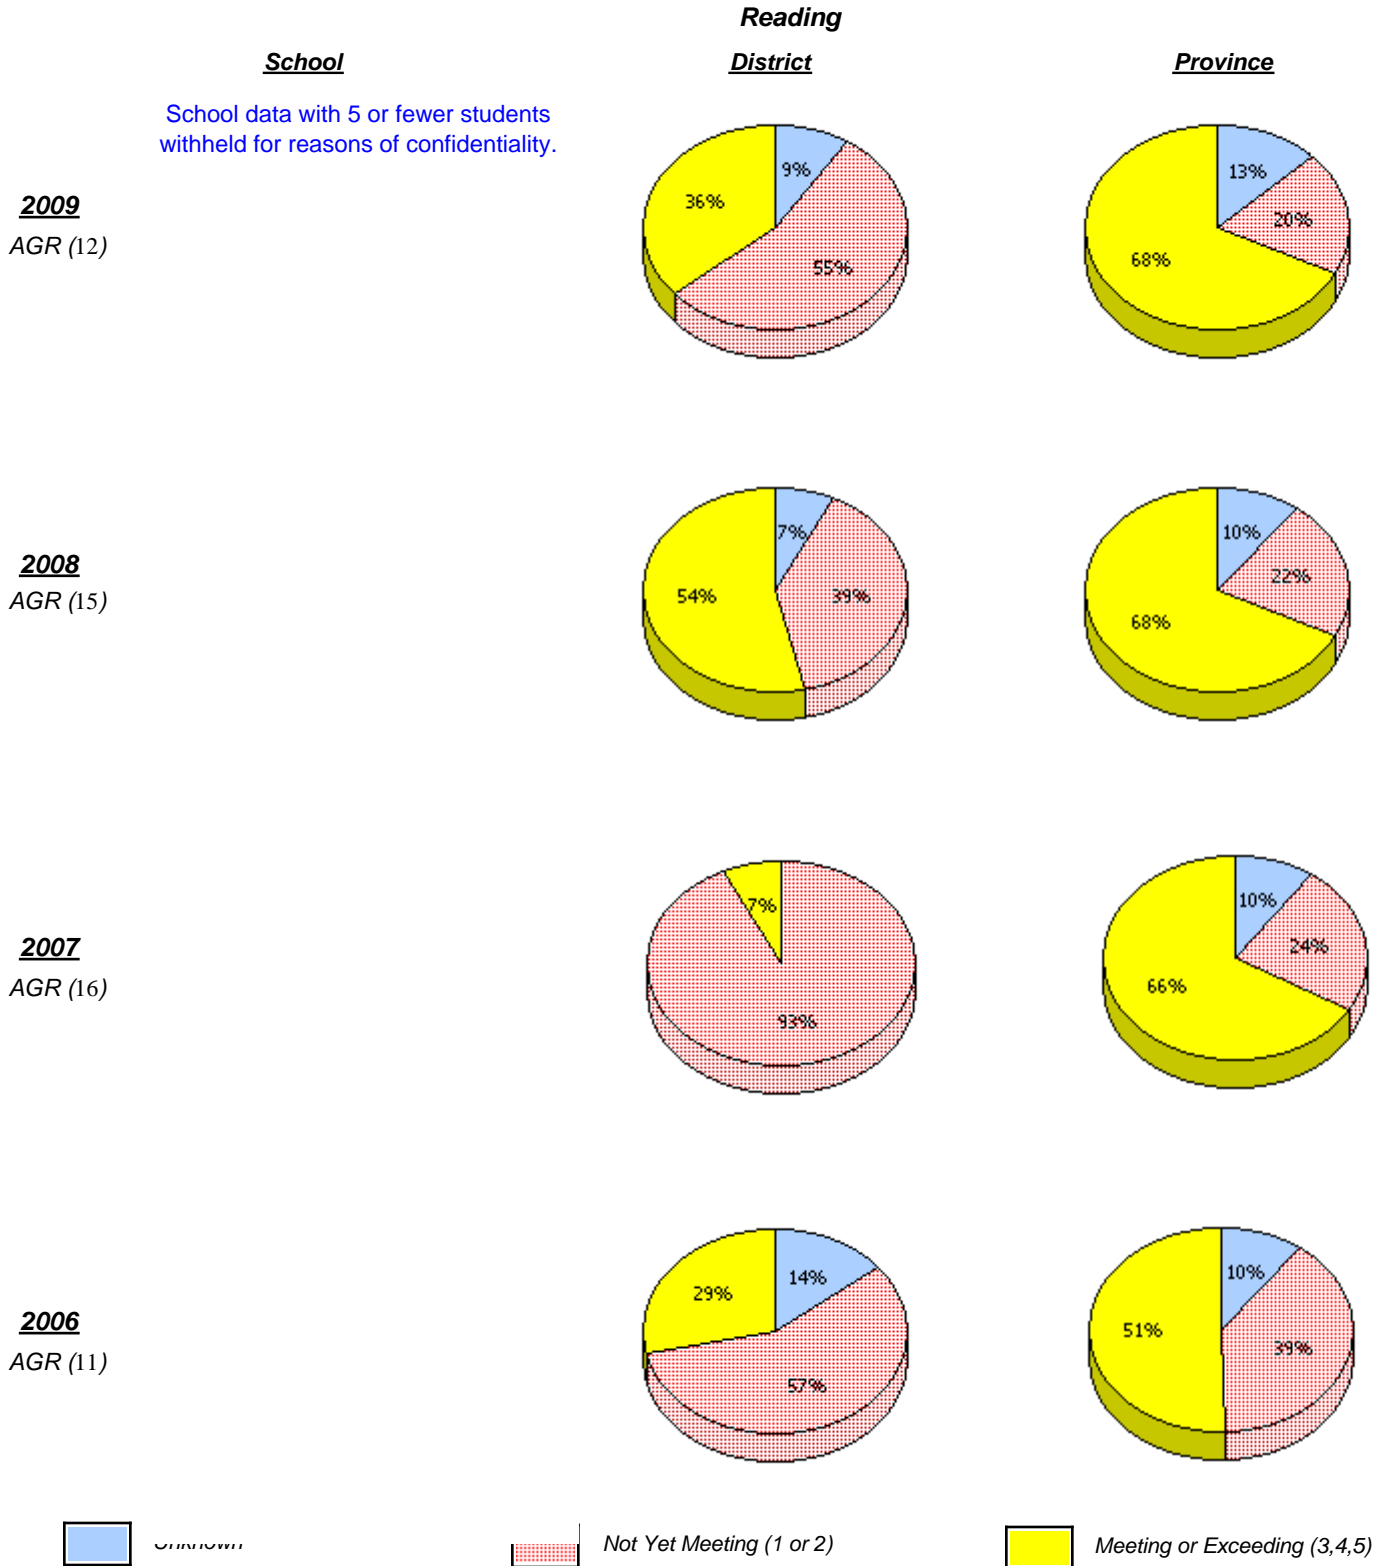 Reading
School
District
Province
School data with 5 or fewer students
withheld for reasons of confidentiality.
2009
AGR (12)
9%
36%
55%
13%
20%
68%
2008
AGR (15)
7%
54%
39%
10%
22%
68%
2007
AGR (16)
7%
93%
10%
24%
66%
2006
AGR (11)
14%
29%
57%
10%
51%
39%
Unknown
Not Yet Meeting (1 or 2)
Meeting or Exceeding (3,4,5)